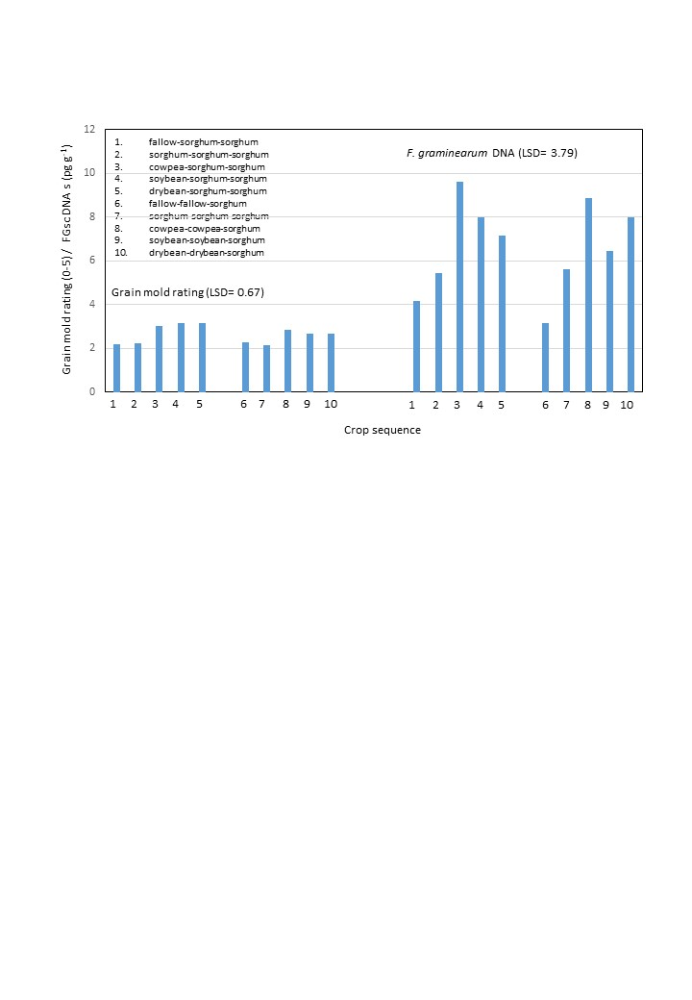 12
10
8
6
4
2
0
Grain mold rating (0-5) / FGsc DNA s (pg g-1)
1. fallow-sorghum-sorghum
2. sorghum-sorghum-sorghum
3. cowpea-sorghum-sorghum
4. soybean-sorghum-sorghum
5. drybean-sorghum-sorghum
6. fallow-fallow-sorghum
7. sorghum-sorghum-sorghum
8. cowpea-cowpea-sorghum
9. soybean-soybean-sorghum
10. drybean-drybean-sorghum
F. graminearum DNA (LSD= 3.79)
Grain mold rating (LSD= 0.67)
1 2 3 4 5 6 7 8 9 10 1 2 3 4 5 6 7 8 9 10
Crop sequence